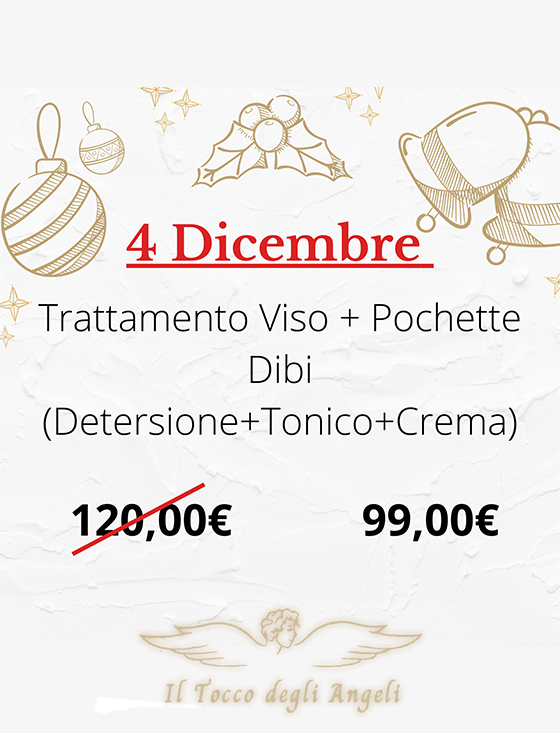 4 Dicembre
Trattamento Viso + Pochette
Dibi
(Detersione+Tonico+Crema)
120,00€ 99,00€
Il Tocco degli Angeli